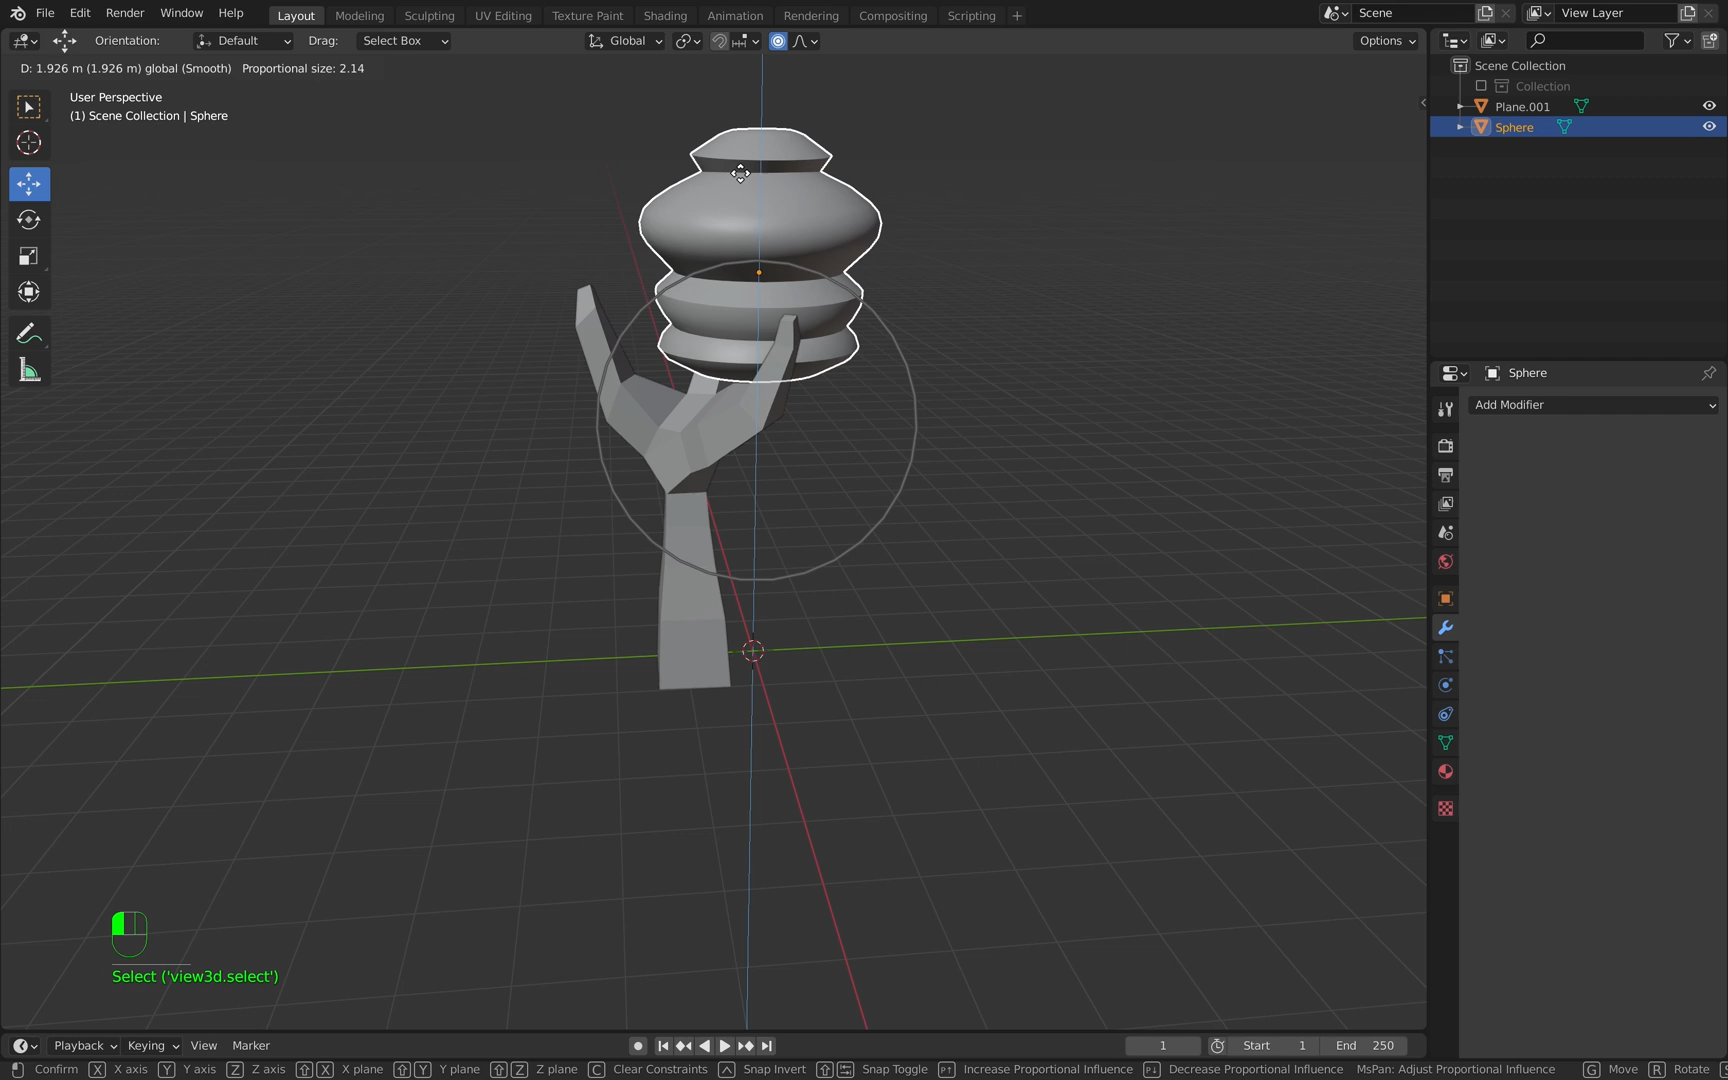 File Edit Render Window Help Layout Modeling Sculpting UV Editing Texture Paint Shading Animation Rendering Compositing Scripting + Scene View Layer
Orientation: Default Drag: Select Box Global Options
D: 1.926 m (1.926 m) global (Smooth) Proportional size: 2.14
User Perspective
(1) Scene Collection | Sphere
Scene Collection
Collection
Plane.001
Sphere
Sphere
Add Modifier
Select ('view3d.select')
Playback Keying View Marker 1 Start 1 End 250
Confirm X X axis Y Y axis Z Z axis X X plane Y Y plane Z Z plane C Clear Constraints Snap Invert Snap Toggle Increase Proportional Influence Decrease Proportional Influence MsPan: Adjust Proportional Influence G Move R Rotate